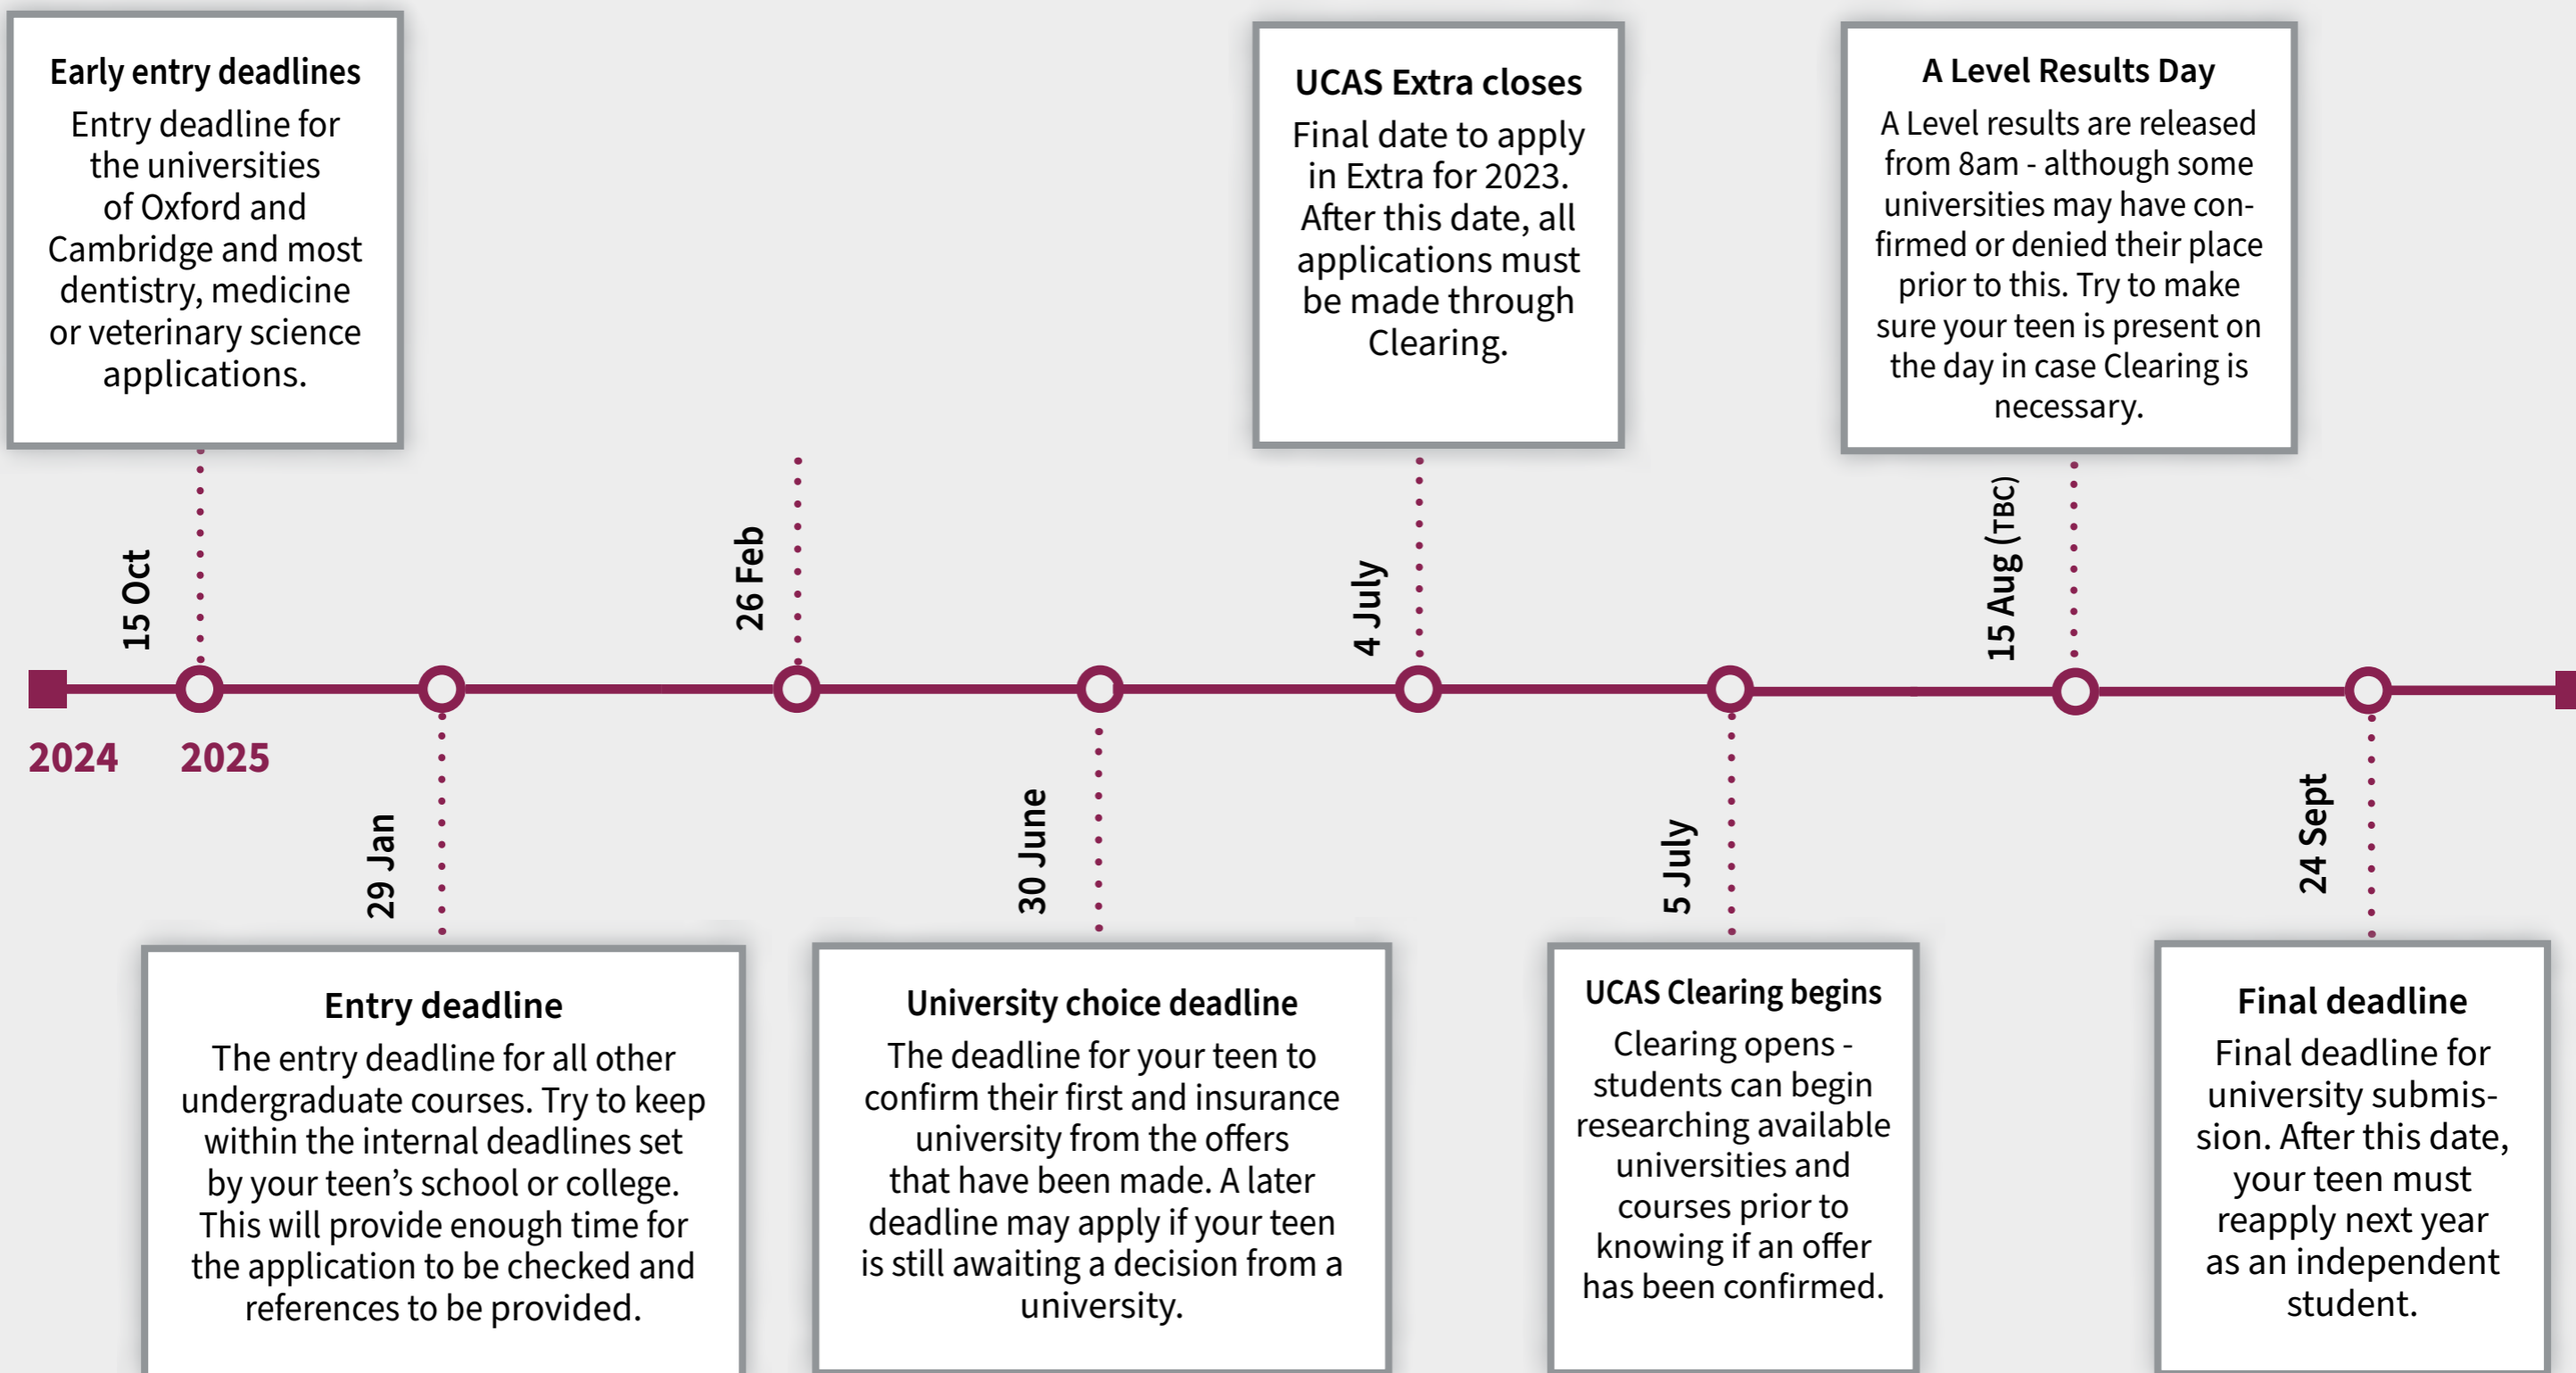 Early entry deadlines
Entry deadline for
the universities
of Oxford and
Cambridge and most
dentistry, medicine
or veterinary science
applications.
UCAS Extra closes
Final date to apply
in Extra for 2023.
After this date, all
applications must
be made through
Clearing.
A Level Results Day
A Level results are released
from 8am - although some
universities may have con-
firmed or denied their place
prior to this. Try to make
sure your teen is present on
the day in case Clearing is
necessary.
15 Oct
26 Feb
4 July
15 Aug (TBC)
2024
2025
29 Jan
30 June
5 July
24 Sept
Entry deadline
The entry deadline for all other
undergraduate courses. Try to keep
within the internal deadlines set
by your teen’s school or college.
This will provide enough time for
the application to be checked and
references to be provided.
University choice deadline
The deadline for your teen to
confirm their first and insurance
university from the offers
that have been made. A later
deadline may apply if your teen
is still awaiting a decision from a
university.
UCAS Clearing begins
Clearing opens -
students can begin
researching available
universities and
courses prior to
knowing if an offer
has been confirmed.
Final deadline
Final deadline for
university submis-
sion. After this date,
your teen must
reapply next year
as an independent
student.